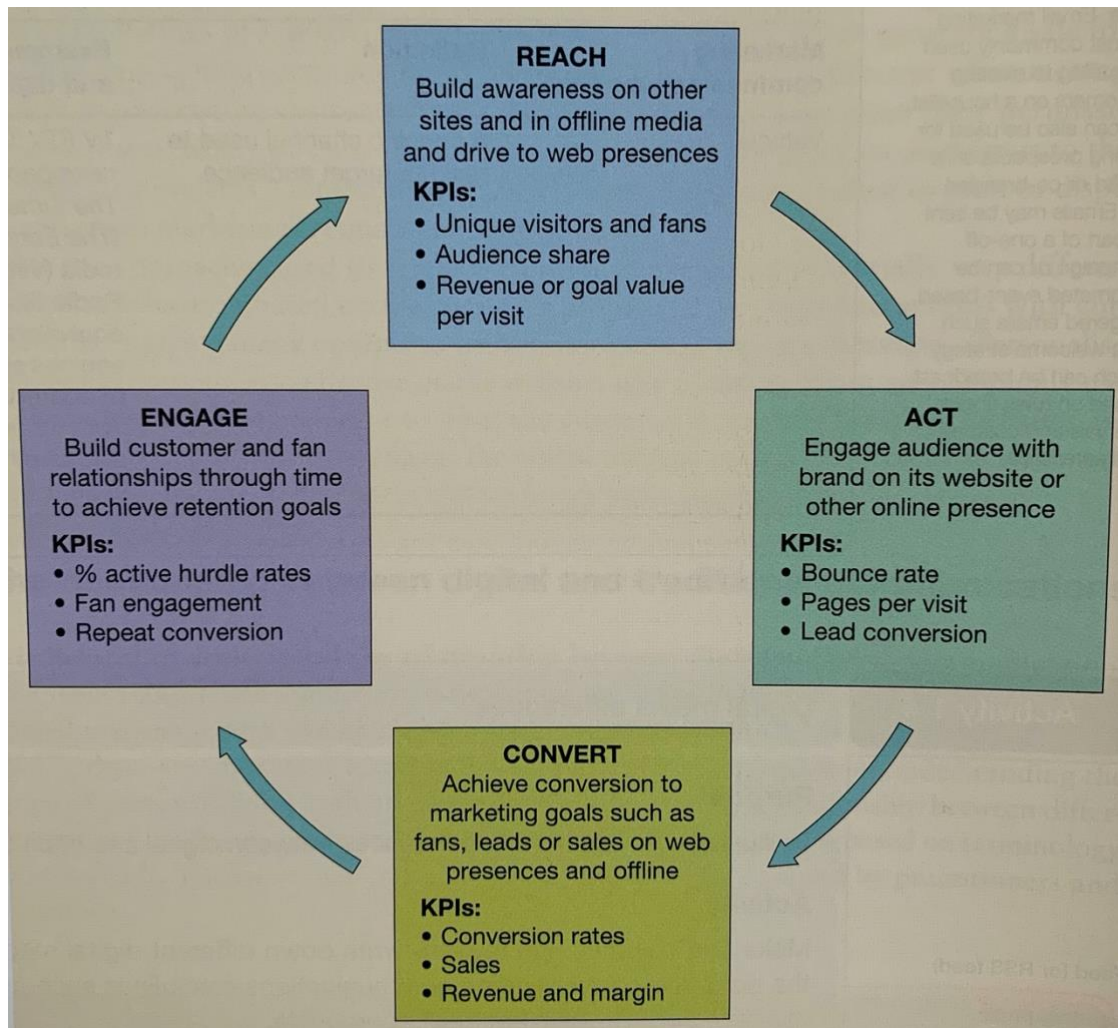 REACH
Build awareness on other
sites and in offline media
and drive to web presences
KPIs:
• Unique visitors and fans
• Audience share
• Revenue or goal value
per visit
ACT
Engage audience with
brand on its website or
other online presence
KPIs:
• Bounce rate
• Pages per visit
• Lead conversion
CONVERT
Achieve conversion to
marketing goals such as
fans, leads or sales on web
presences and offline
KPIs:
• Conversion rates
• Sales
• Revenue and margin
ENGAGE
Build customer and fan
relationships through time
to achieve retention goals
KPIs:
• % active hurdle rates
• Fan engagement
• Repeat conversion